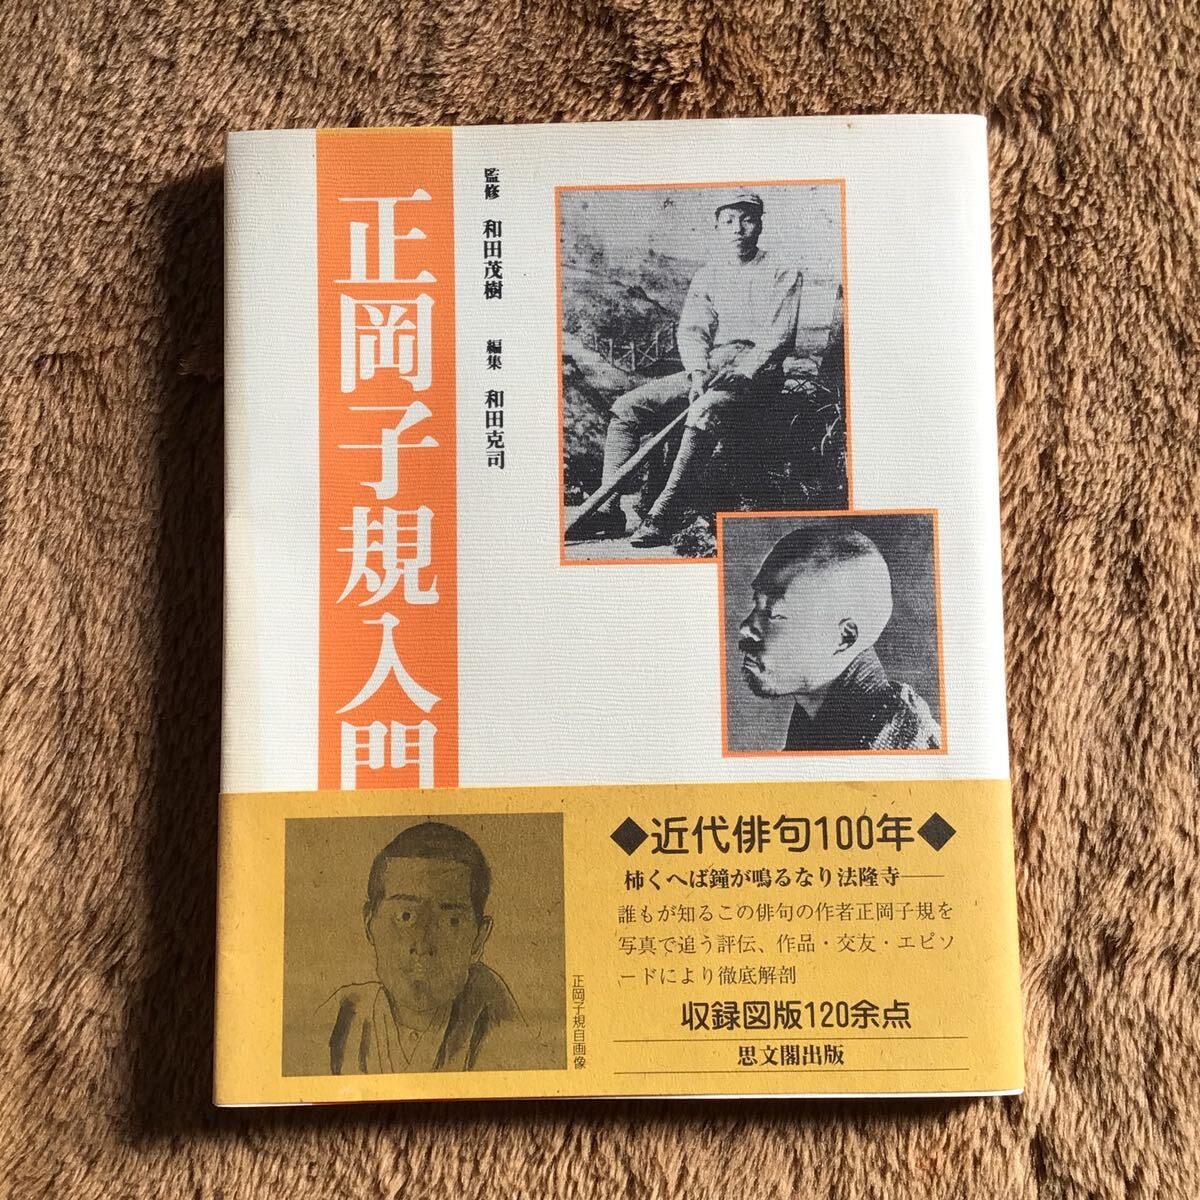 正岡子規入門
監修 和田茂樹 編集 和田克司
◆近代俳句100年◆
柿くへば鐘が鳴るなり法隆寺──
誰もが知るこの俳句の作者正岡子規を
写真で追う評伝、作品・交友・エピソ
ードにより徹底解剖
収録図版120余点
思文閣出版
正岡子規自画像